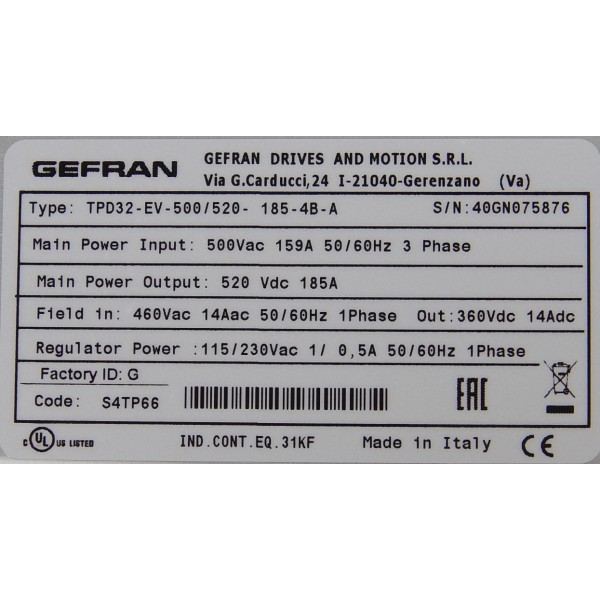 GEFRAN
GEFRAN DRIVES AND MOTION S.R.L.
Via G.Carducci,24 I-21040-Gerenzano (Va)
Type: TPD32-EV-500/520- 185-4B-A S/N:40GN075876
Main Power Input: 500Vac 159A 50/60Hz 3 Phase
Main Power Output: 520 Vdc 185A
Field in: 460Vac 14Aac 50/60Hz 1Phase Out:360Vdc 14Adc
Regulator Power :115/230Vac 1/ 0,5A 50/60Hz 1Phase
Factory ID: G
Code: S4TP66
EAC
C UL US LISTED IND.CONT.EQ.31KF Made in Italy CE